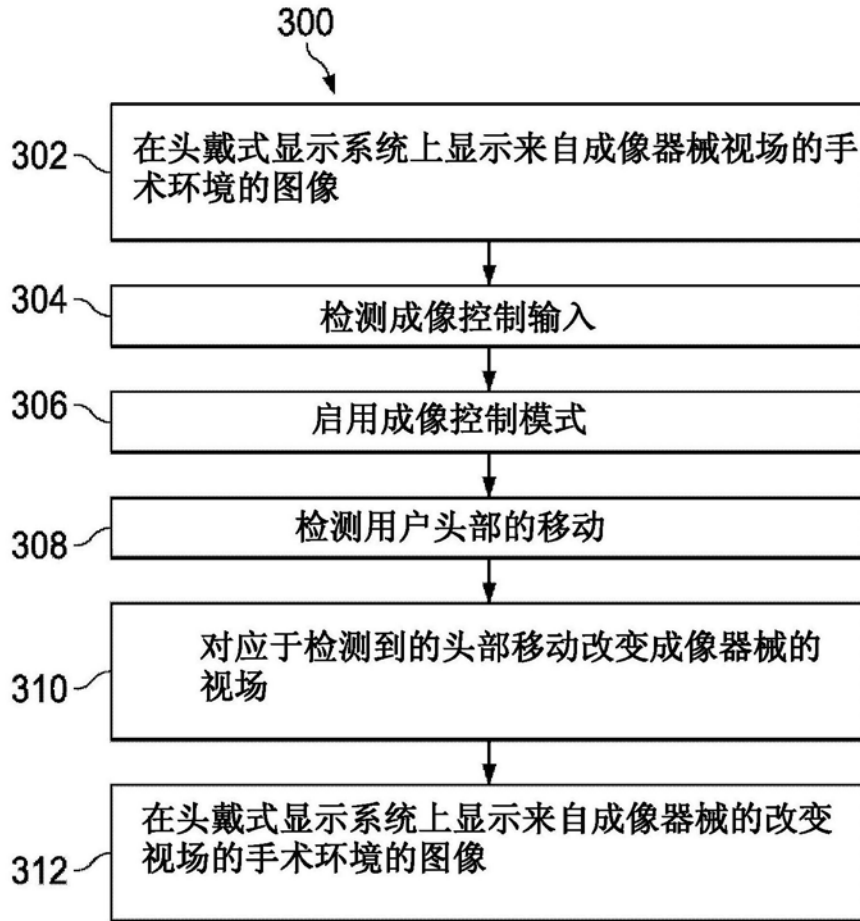 300
302
在头戴式显示系统上显示来自成像器械视场的手
术环境的图像
304
检测成像控制输入
306
启用成像控制模式
308
检测用户头部的移动
310
对应于检测到的头部移动改变成像器械的
视场
312
在头戴式显示系统上显示来自成像器械的改变
视场的手术环境的图像